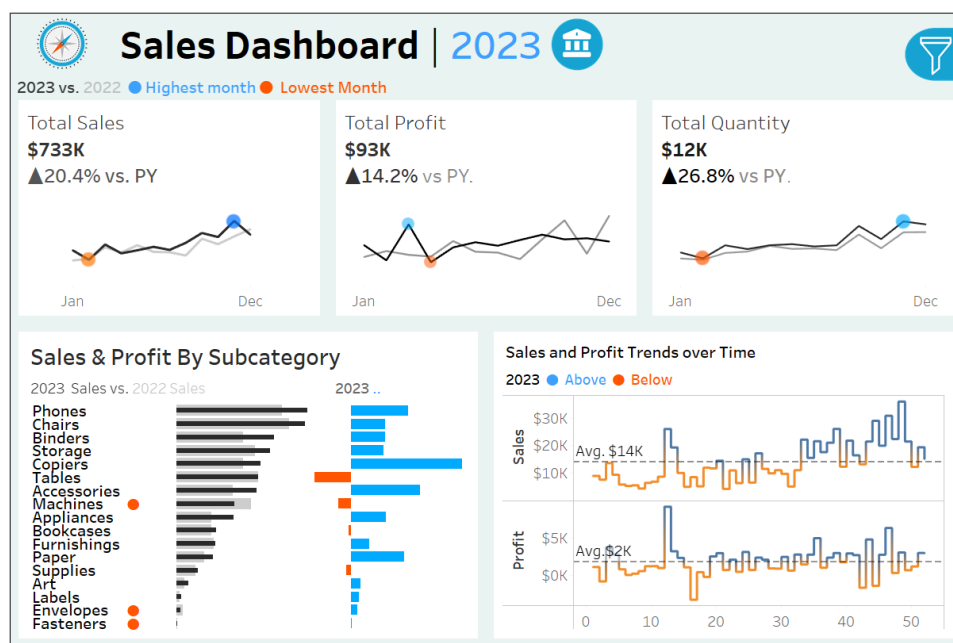 Sales Dashboard | 2023
2023 vs. 2022 Highest month Lowest Month
Total Sales
$733K
▲20.4% vs. PY
Jan Dec
Total Profit
$93K
▲14.2% vs PY.
Jan Dec
Total Quantity
$12K
▲26.8% vs PY.
Jan Dec
Sales & Profit By Subcategory
2023 Sales vs. 2022 Sales 2023 ..
Phones
Chairs
Binders
Storage
Copiers
Tables
Accessories
Machines
Appliances
Bookcases
Furnishings
Paper
Supplies
Art
Labels
Envelopes
Fasteners
Sales and Profit Trends over Time
2023 Above Below
Sales
$30K
$20K
$10K
Avg. $14K
Profit
$5K
$0K
Avg.$2K
0 10 20 30 40 50